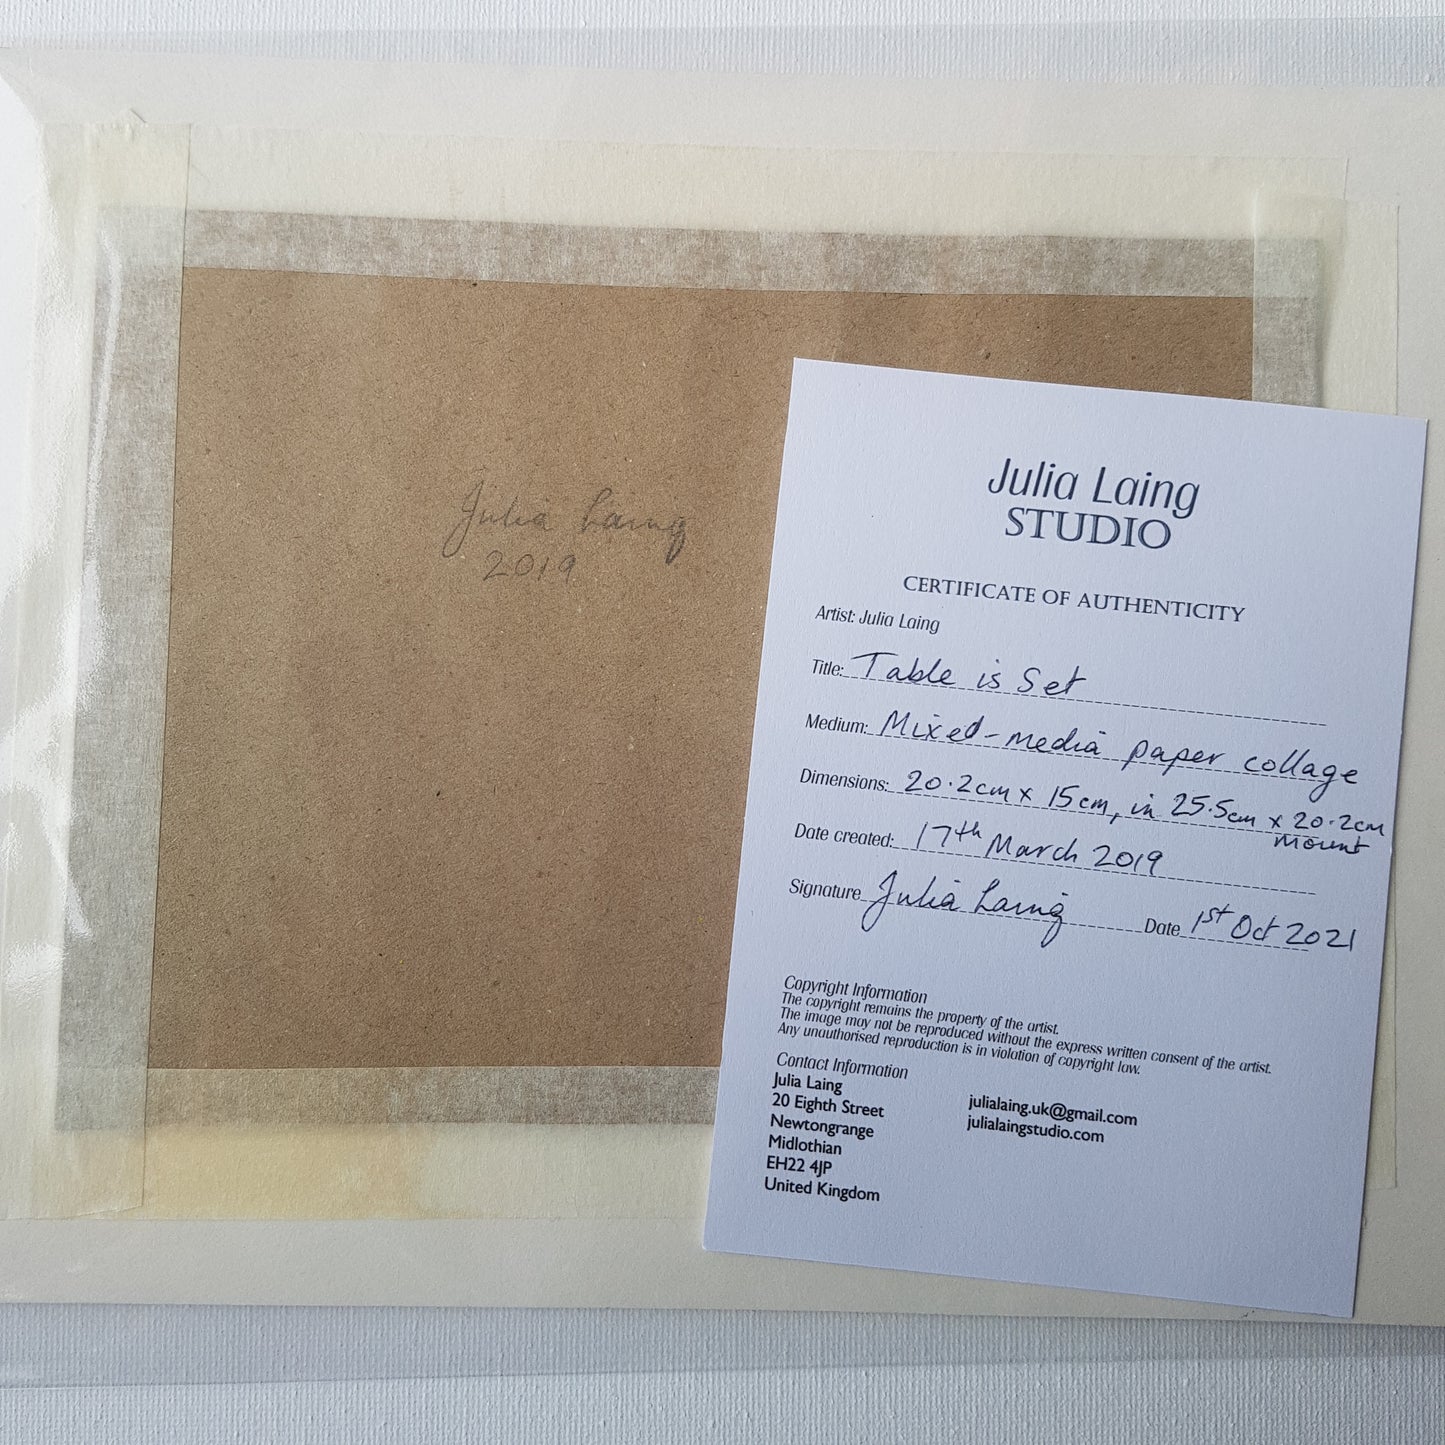 Julia Laing
2019
Julia Laing
STUDIO
CERTIFICATE OF AUTHENTICITY
Artist: Julia Laing
Title: Table is Set
Medium: Mixed-media paper collage
Dimensions: 20.2cm x 15cm, in 25.5cm x 20.2cm
mount
Date created: 17th March 2019
Signature Julia Laing Date 1st Oct 2021
Copyright Information
The copyright remains the property of the artist.
The image may not be reproduced without the express written consent of the artist.
Any unauthorised reproduction is in violation of copyright law.
Contact Information
Julia Laing
20 Eighth Street
Newtongrange
Midlothian
EH22 4JP
United Kingdom
julialaing.uk@gmail.com
julialaingstudio.com